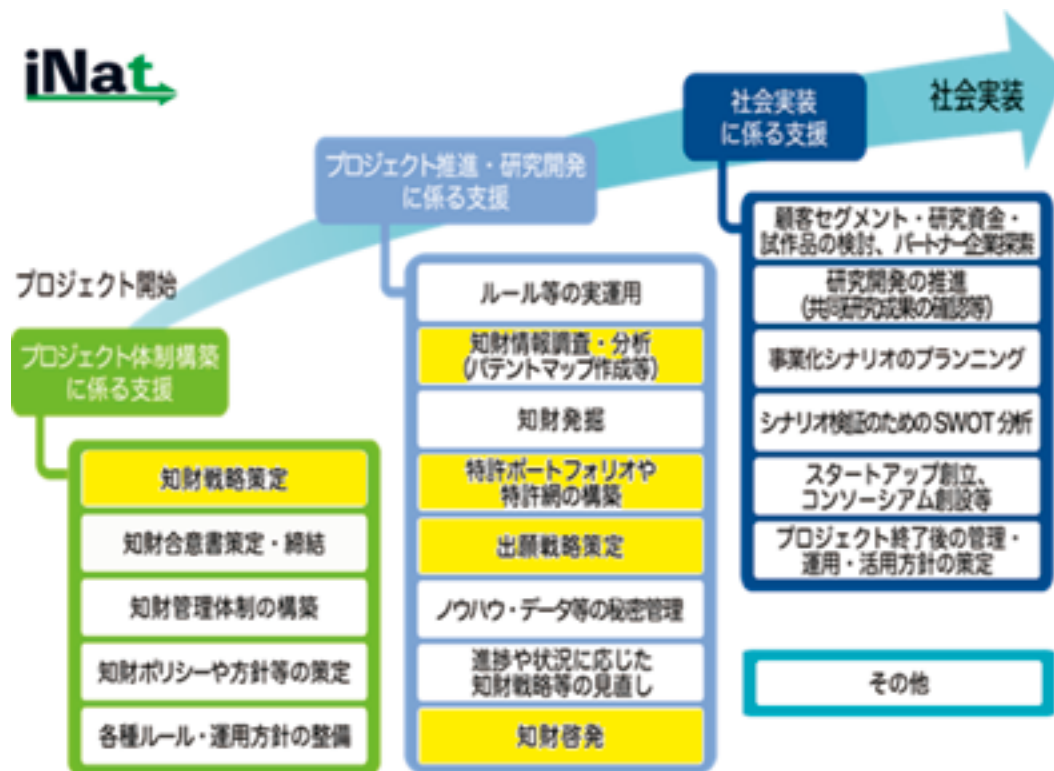 iNat
社会実装
社会実装
に係る支援
プロジェクト推進・研究開発
に係る支援
プロジェクト開始
プロジェクト体制構築
に係る支援
知財戦略策定
知財合意書策定・締結
知財管理体制の構築
知財ポリシーや方針等の策定
各種ルール・運用方針の整備
ルール等の実運用
知財情報調査・分析
(パテントマップ作成等)
知財発掘
特許ポートフォリオや
特許網の構築
出願戦略策定
ノウハウ・データ等の秘密管理
進捗や状況に応じた
知財戦略等の見直し
知財啓発
顧客セグメント・研究資金・
試作品の検討、パートナー企業探索
研究開発の推進
(共同研究成果の確認等)
事業化シナリオのプランニング
シナリオ検証のためのSWOT分析
スタートアップ創立、
コンソーシアム創設等
プロジェクト終了後の管理・
運用・活用方針の策定
その他